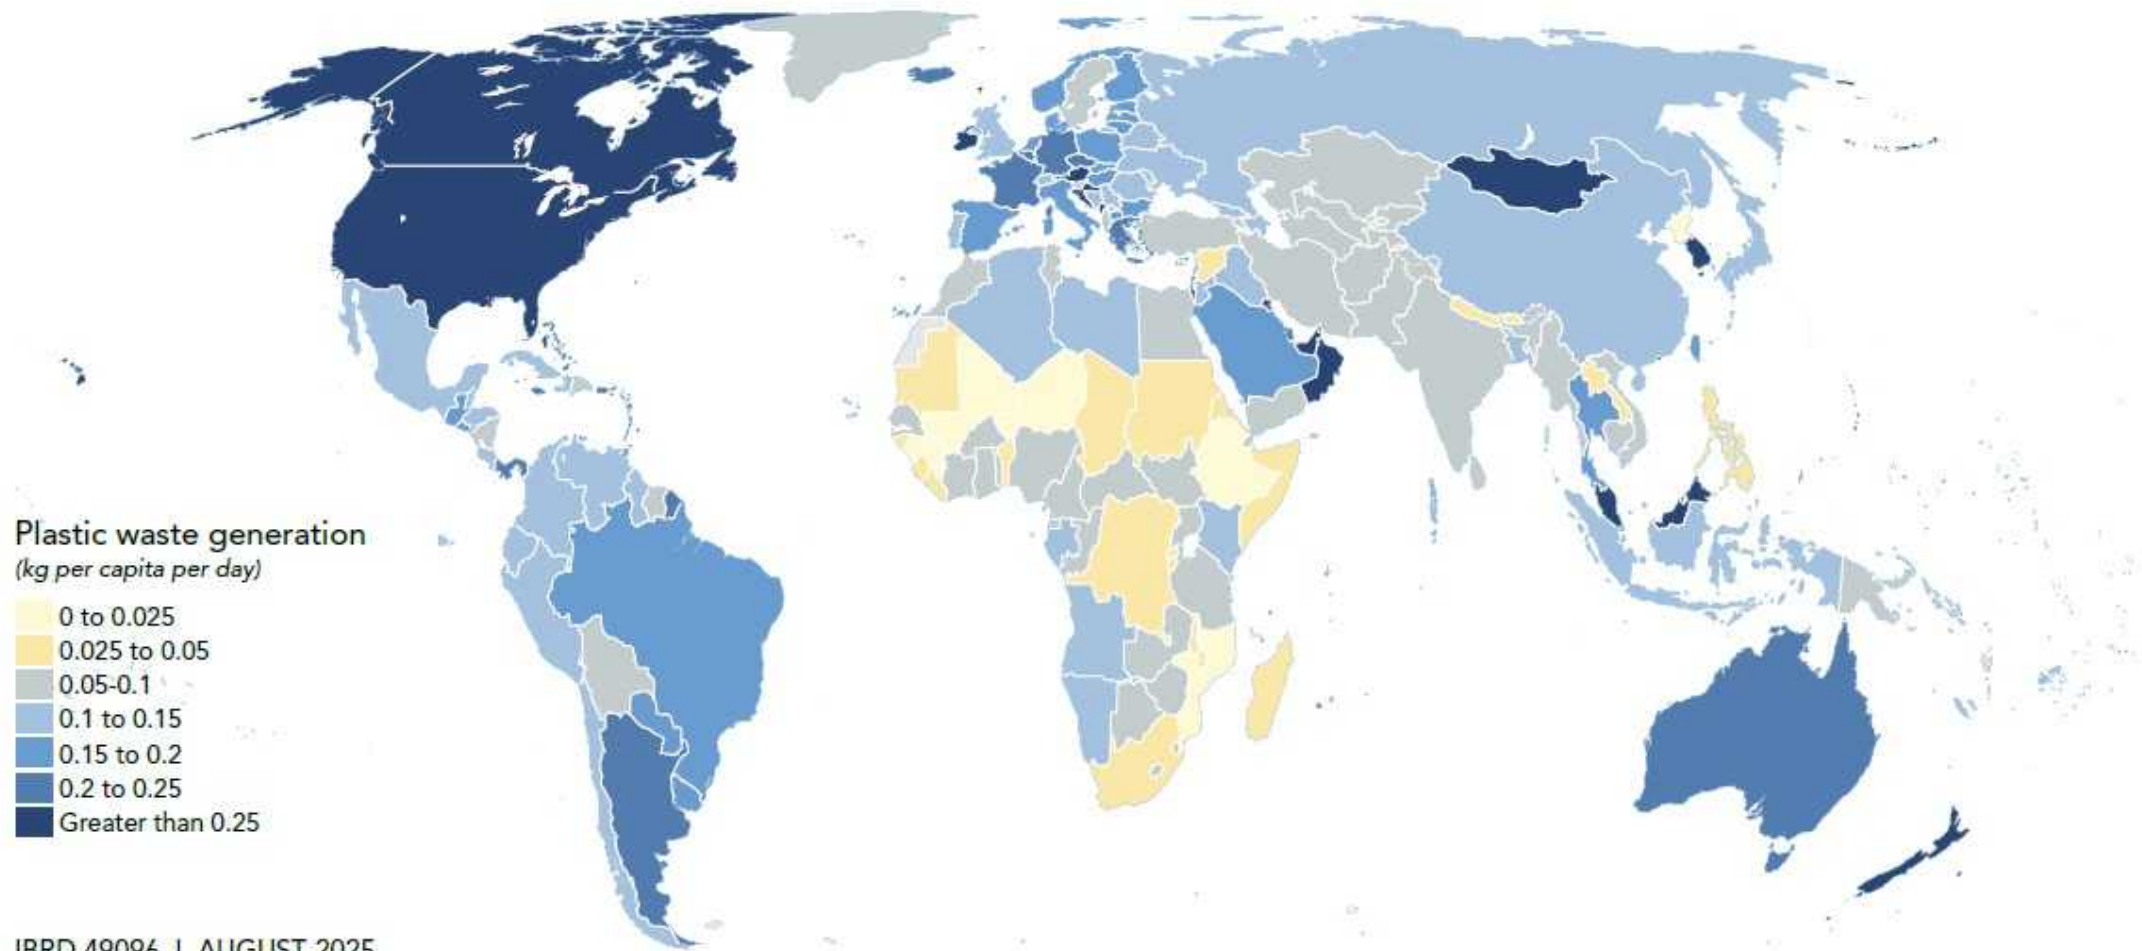 Plastic waste generation
(kg per capita per day)
0 to 0.025
0.025 to 0.05
0.05-0.1
0.1 to 0.15
0.15 to 0.2
0.2 to 0.25
Greater than 0.25
IBRD 49096 | AUGUST 2025